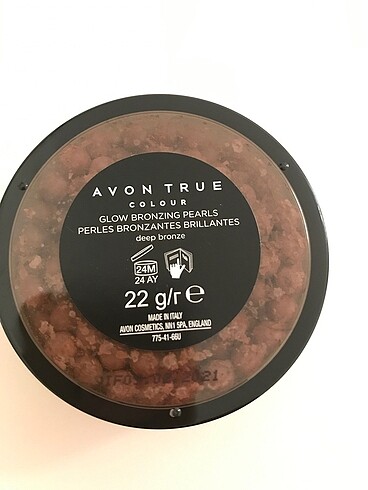 AVON TRUE
COLOUR
GLOW BRONZING PEARLS
PERLES BRONZANTES BRILLANTES
deep bronze
24M
24 AY
22 g/r e
MADE IN ITALY
AVON COSMETICS, NN1 5PA, ENGLAND
775-41-66U
2021